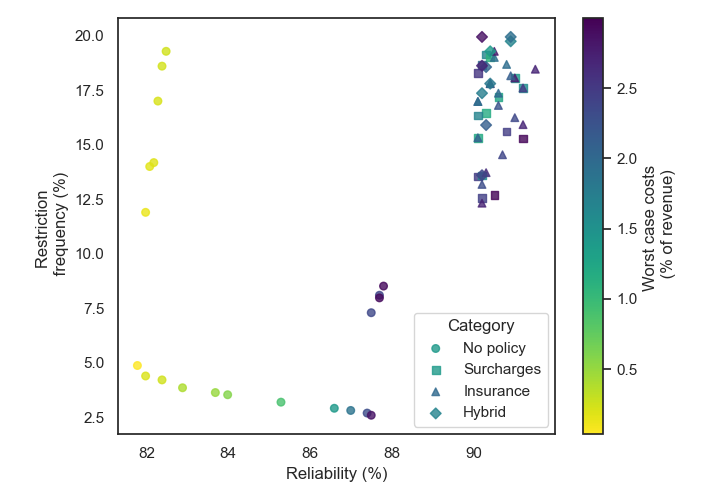 20.0
17.5
15.0
12.5
10.0
7.5
5.0
2.5
Restriction
frequency (%)
82
84
86
88
90
Reliability (%)
Category
No policy
Surcharges
Insurance
Hybrid
2.5
2.0
1.5
1.0
0.5
Worst case costs
(% of revenue)